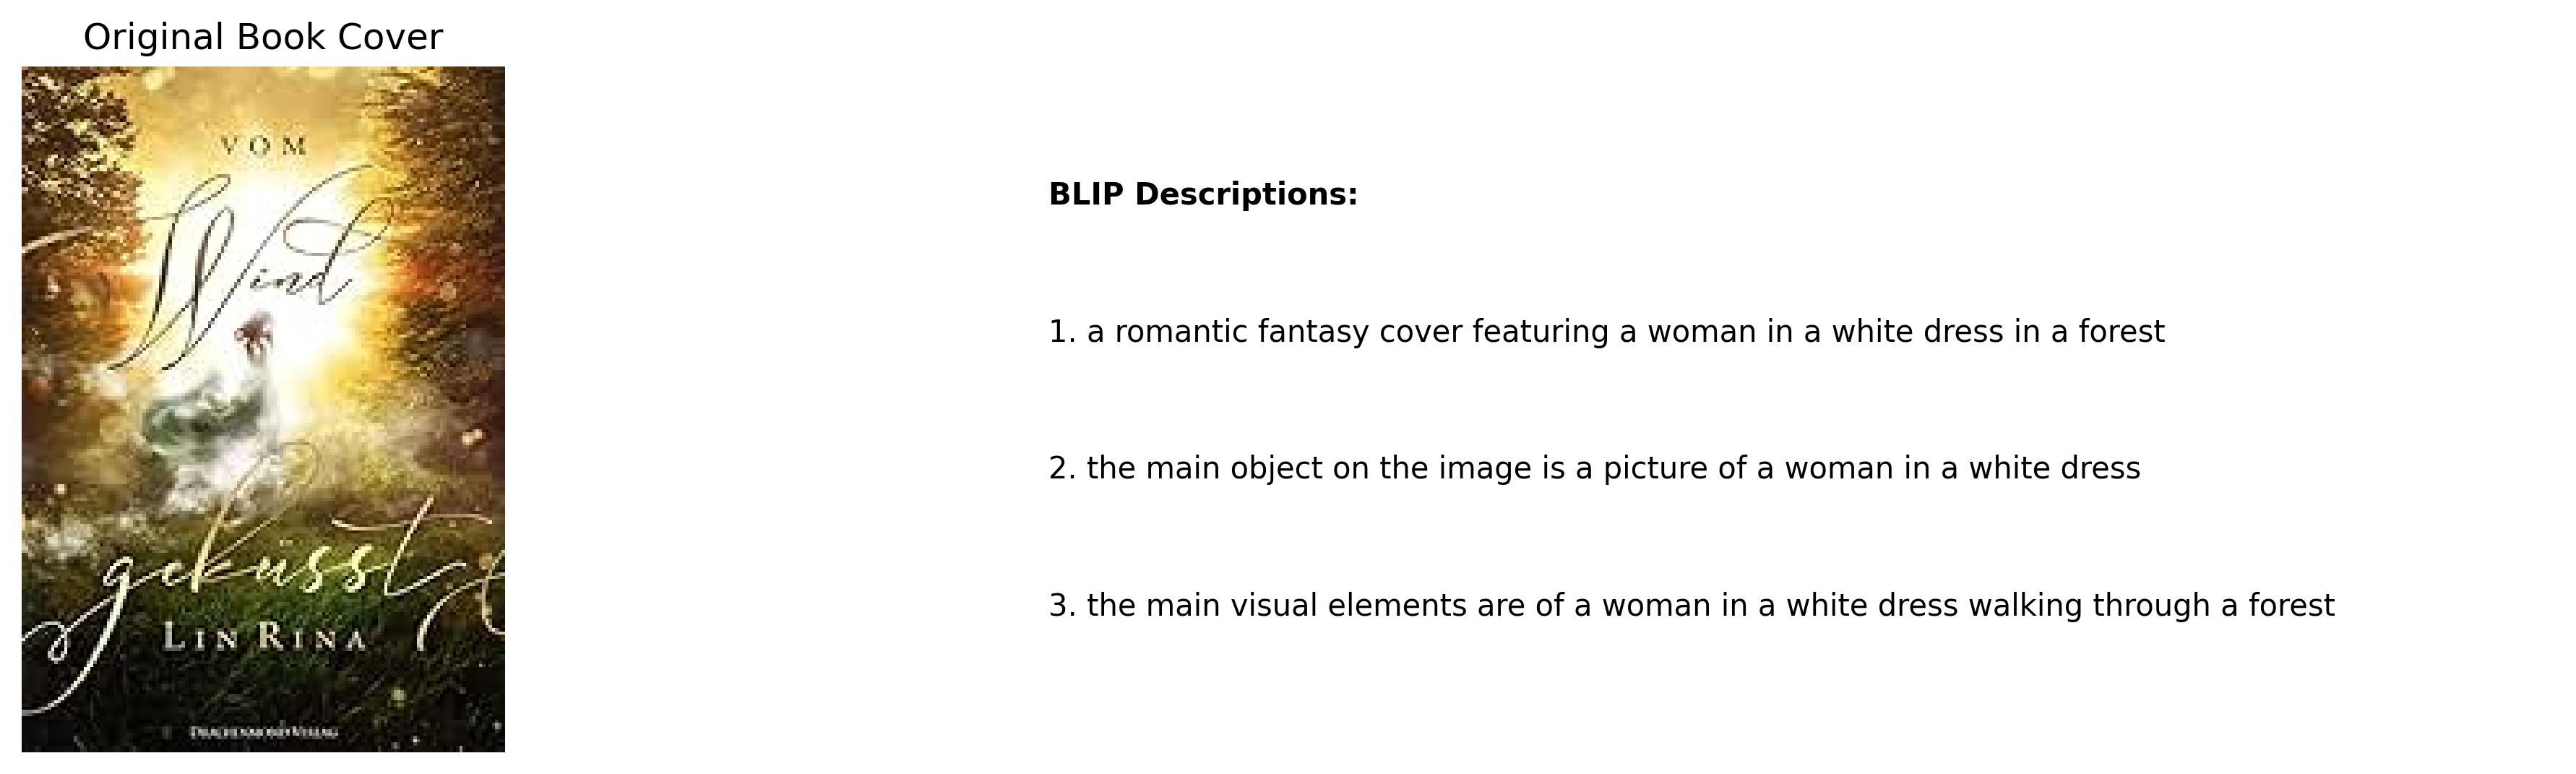 Original Book Cover
VOM
Wind
geküsst
LIN RINA
DRACHENMOND VERLAG
BLIP Descriptions:
1. a romantic fantasy cover featuring a woman in a white dress in a forest
2. the main object on the image is a picture of a woman in a white dress
3. the main visual elements are of a woman in a white dress walking through a forest